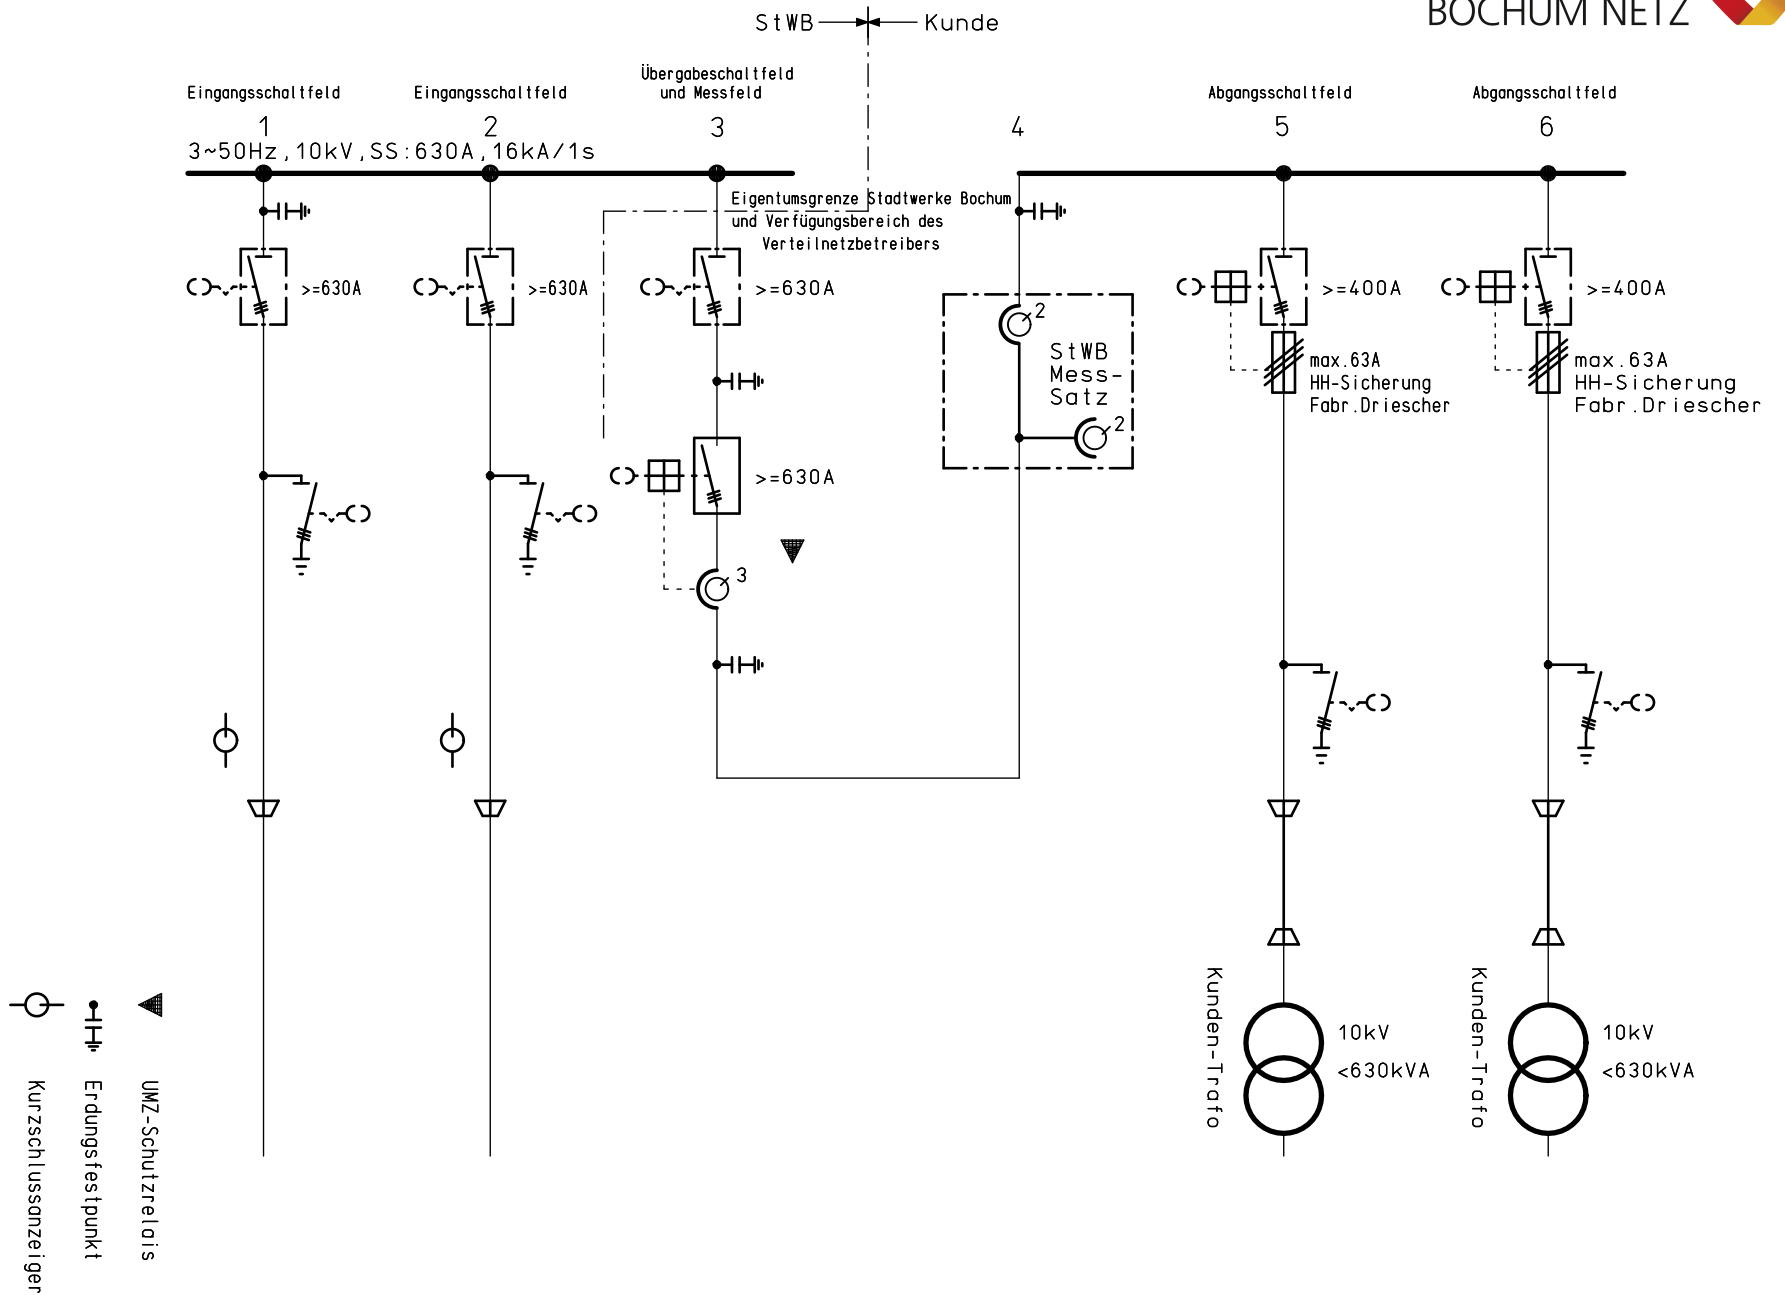 BOCHUM NETZ
StWB
Kunde
Eingangsschaltfeld
1
Eingangsschaltfeld
2
Übergabeschaltfeld
und Messfeld
3
4
Abgangsschaltfeld
5
Abgangsschaltfeld
6
3~50Hz,10kV,SS:630A,16kA/1s
Eigentumsgrenze Stadtwerke Bochum
und Verfügungsbereich des
Verteilnetzbetreibers
>=630A
>=630A
>=630A
>=630A
3
2
StWB
Mess-
Satz
2
>=400A
max.63A
HH-Sicherung
Fabr.Driescher
>=400A
max.63A
HH-Sicherung
Fabr.Driescher
Kunden-Trafo
10kV
<630kVA
Kunden-Trafo
10kV
<630kVA
UMZ-Schutzrelais
Erdungsfestpunkt
Kurzschlussanzeiger